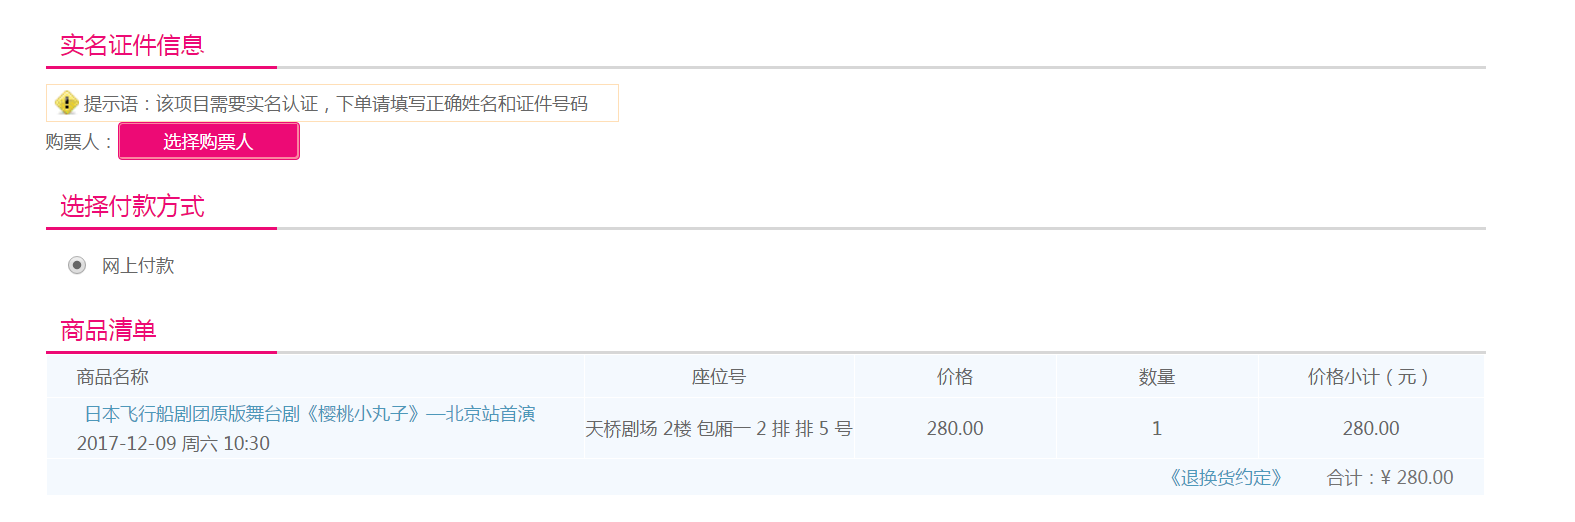 实名证件信息
提示语：该项目需要实名认证，下单请填写正确姓名和证件号码
购票人： 选择购票人
选择付款方式
网上付款
商品清单
商品名称 座位号 价格 数量 价格小计（元）
日本飞行船剧团原版舞台剧《樱桃小丸子》—北京站首演
2017-12-09 周六 10:30 天桥剧场 2楼 包厢一 2 排 排 5 号 280.00 1 280.00
《退换货约定》 合计：¥ 280.00